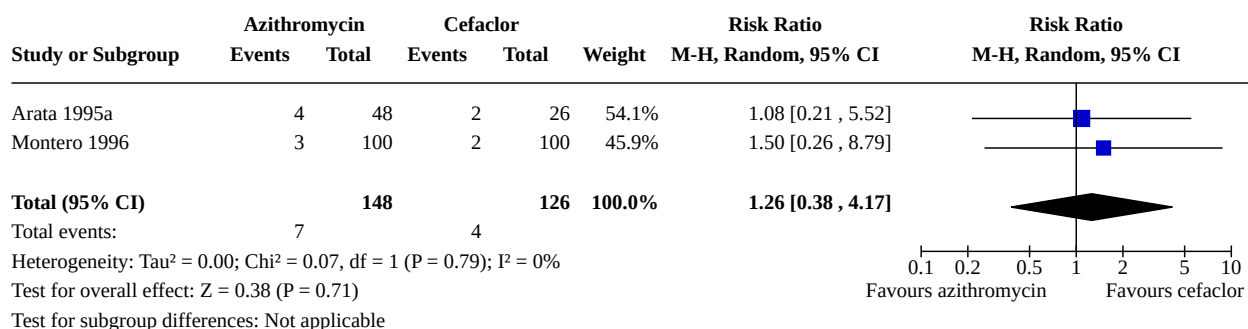 Azithromycin Cefaclor Risk Ratio Risk Ratio
Study or Subgroup Events Total Events Total Weight M-H, Random, 95% CI M-H, Random, 95% CI
Arata 1995a 4 48 2 26 54.1% 1.08 [0.21 , 5.52]
Montero 1996 3 100 2 100 45.9% 1.50 [0.26 , 8.79]
Total (95% CI) 148 126 100.0% 1.26 [0.38 , 4.17]
Total events: 7 4
Heterogeneity: Tau² = 0.00; Chi² = 0.07, df = 1 (P = 0.79); I² = 0%
0.1 0.2 0.5 1 2 5 10
Test for overall effect: Z = 0.38 (P = 0.71) Favours azithromycin Favours cefaclor
Test for subgroup differences: Not applicable